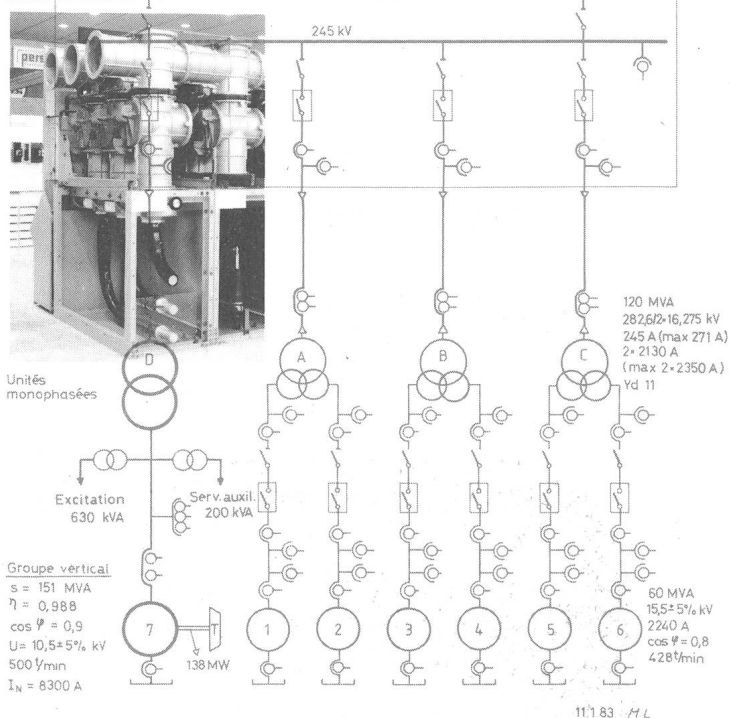 245 kV
pers
D
A
B
C
120 MVA
282,6/2×16,275 kV
245 A (max 271 A)
2×2130 A
(max 2×2350 A)
Yd 11
Unités
monophasées
Excitation
630 kVA
Serv. auxil.
200 kVA
Groupe vertical
s = 151 MVA
η = 0,988
cos φ = 0,9
U = 10,5±5% kV
500 t/min
I_N = 8300 A
7
T
138 MW
1
2
3
4
5
6
60 MVA
15,5±5% kV
2240 A
cos φ = 0,8
428 t/min
11.1.83 M.L